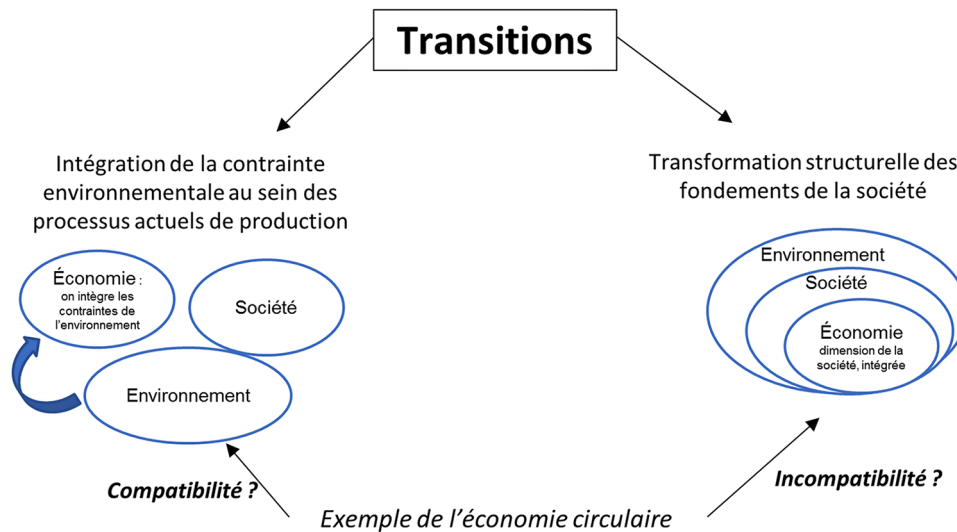 Transitions
Intégration de la contrainte
environnementale au sein des
processus actuels de production
Transformation structurelle des
fondements de la société
Économie :
on intègre les
contraintes de
l'environnement
Société
Environnement
Environnement
Société
Économie
dimension de la
société, intégrée
Compatibilité ?
Incompatibilité ?
Exemple de l'économie circulaire